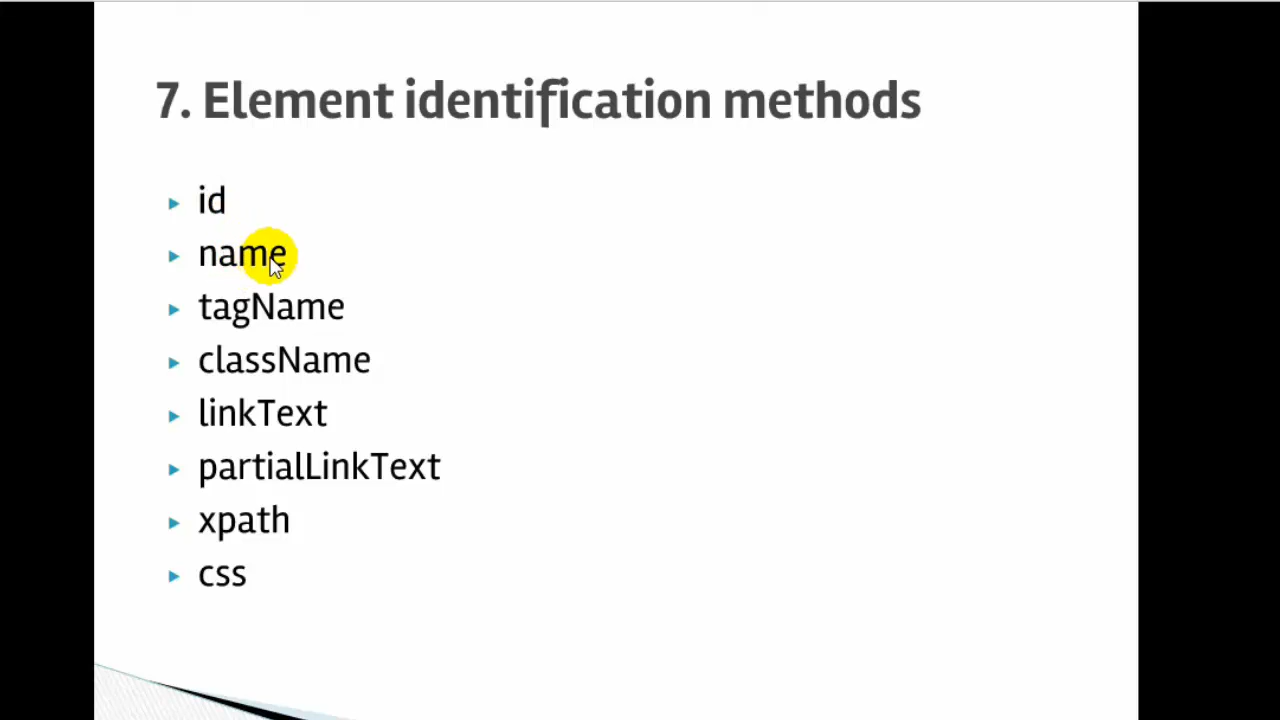 7. Element identification methods
id
name
tagName
className
linkText
partialLinkText
xpath
css